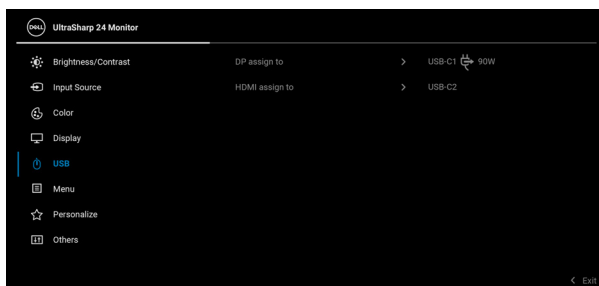 DELL UltraSharp 24 Monitor
Brightness/Contrast DP assign to > USB-C1 90W
Input Source HDMI assign to > USB-C2
Color
Display
USB
Menu
Personalize
Others
< Exit